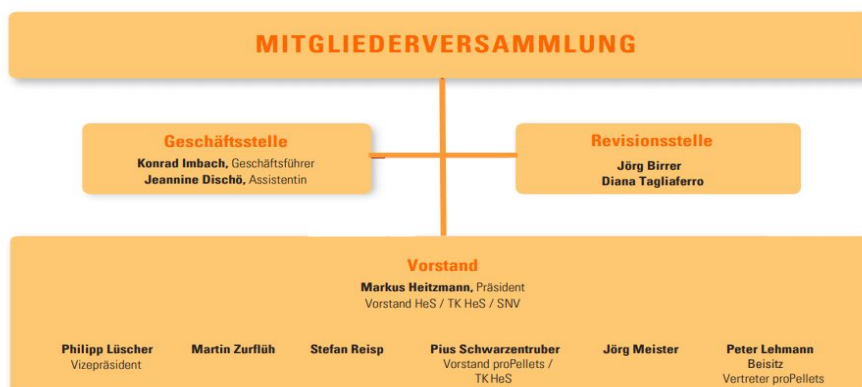 MITGLIEDERVERSAMMLUNG
Geschäftsstelle
Konrad Imbach, Geschäftsführer
Jeannine Dischö, Assistentin
Revisionsstelle
Jörg Birrer
Diana Tagliaferro
Vorstand
Markus Heitzmann, Präsident
Vorstand HeS / TK HeS / SNV
Philipp Lüscher
Vizepräsident
Martin Zurflüh
Stefan Reisp
Pius Schwarzentruber
Vorstand proPellets /
TK HeS
Jörg Meister
Peter Lehmann
Beisitz
Vertreter proPellets